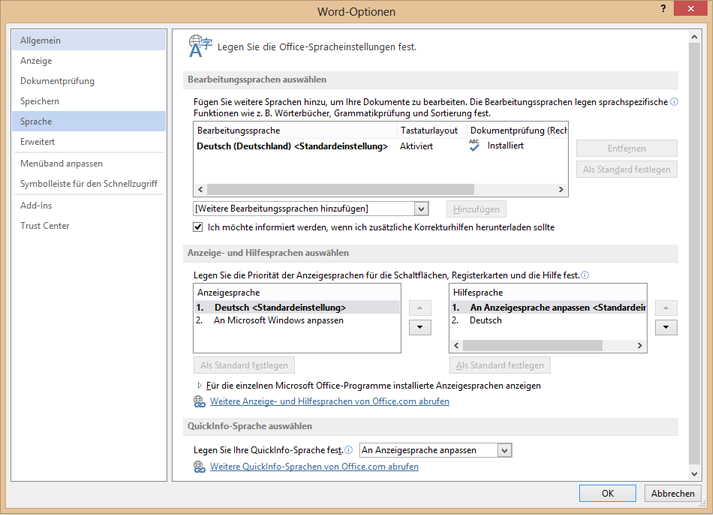 Word-Optionen
?
Allgemein
Anzeige
Dokumentprüfung
Speichern
Sprache
Erweitert
Menüband anpassen
Symbolleiste für den Schnellzugriff
Add-Ins
Trust Center
Legen Sie die Office-Spracheinstellungen fest.
Bearbeitungssprachen auswählen
Fügen Sie weitere Sprachen hinzu, um Ihre Dokumente zu bearbeiten. Die Bearbeitungssprachen legen sprachspezifische
Funktionen wie z. B. Wörterbücher, Grammatikprüfung und Sortierung fest.
Bearbeitungssprache Tastaturlayout Dokumentprüfung (Rech
Deutsch (Deutschland) <Standardeinstellung> Aktiviert Installiert
Entfernen
Als Standard festlegen
[Weitere Bearbeitungssprachen hinzufügen] Hinzufügen
Ich möchte informiert werden, wenn ich zusätzliche Korrekturhilfen herunterladen sollte
Anzeige- und Hilfesprachen auswählen
Legen Sie die Priorität der Anzeigesprachen für die Schaltflächen, Registerkarten und die Hilfe fest.
Anzeigesprache
1. Deutsch <Standardeinstellung>
2. An Microsoft Windows anpassen
Als Standard festlegen
Hilfesprache
1. An Anzeigesprache anpassen <Standardein
2. Deutsch
Als Standard festlegen
Für die einzelnen Microsoft Office-Programme installierte Anzeigesprachen anzeigen
Weitere Anzeige- und Hilfesprachen von Office.com abrufen
QuickInfo-Sprache auswählen
Legen Sie Ihre QuickInfo-Sprache fest. An Anzeigesprache anpassen
Weitere QuickInfo-Sprachen von Office.com abrufen
OK Abbrechen